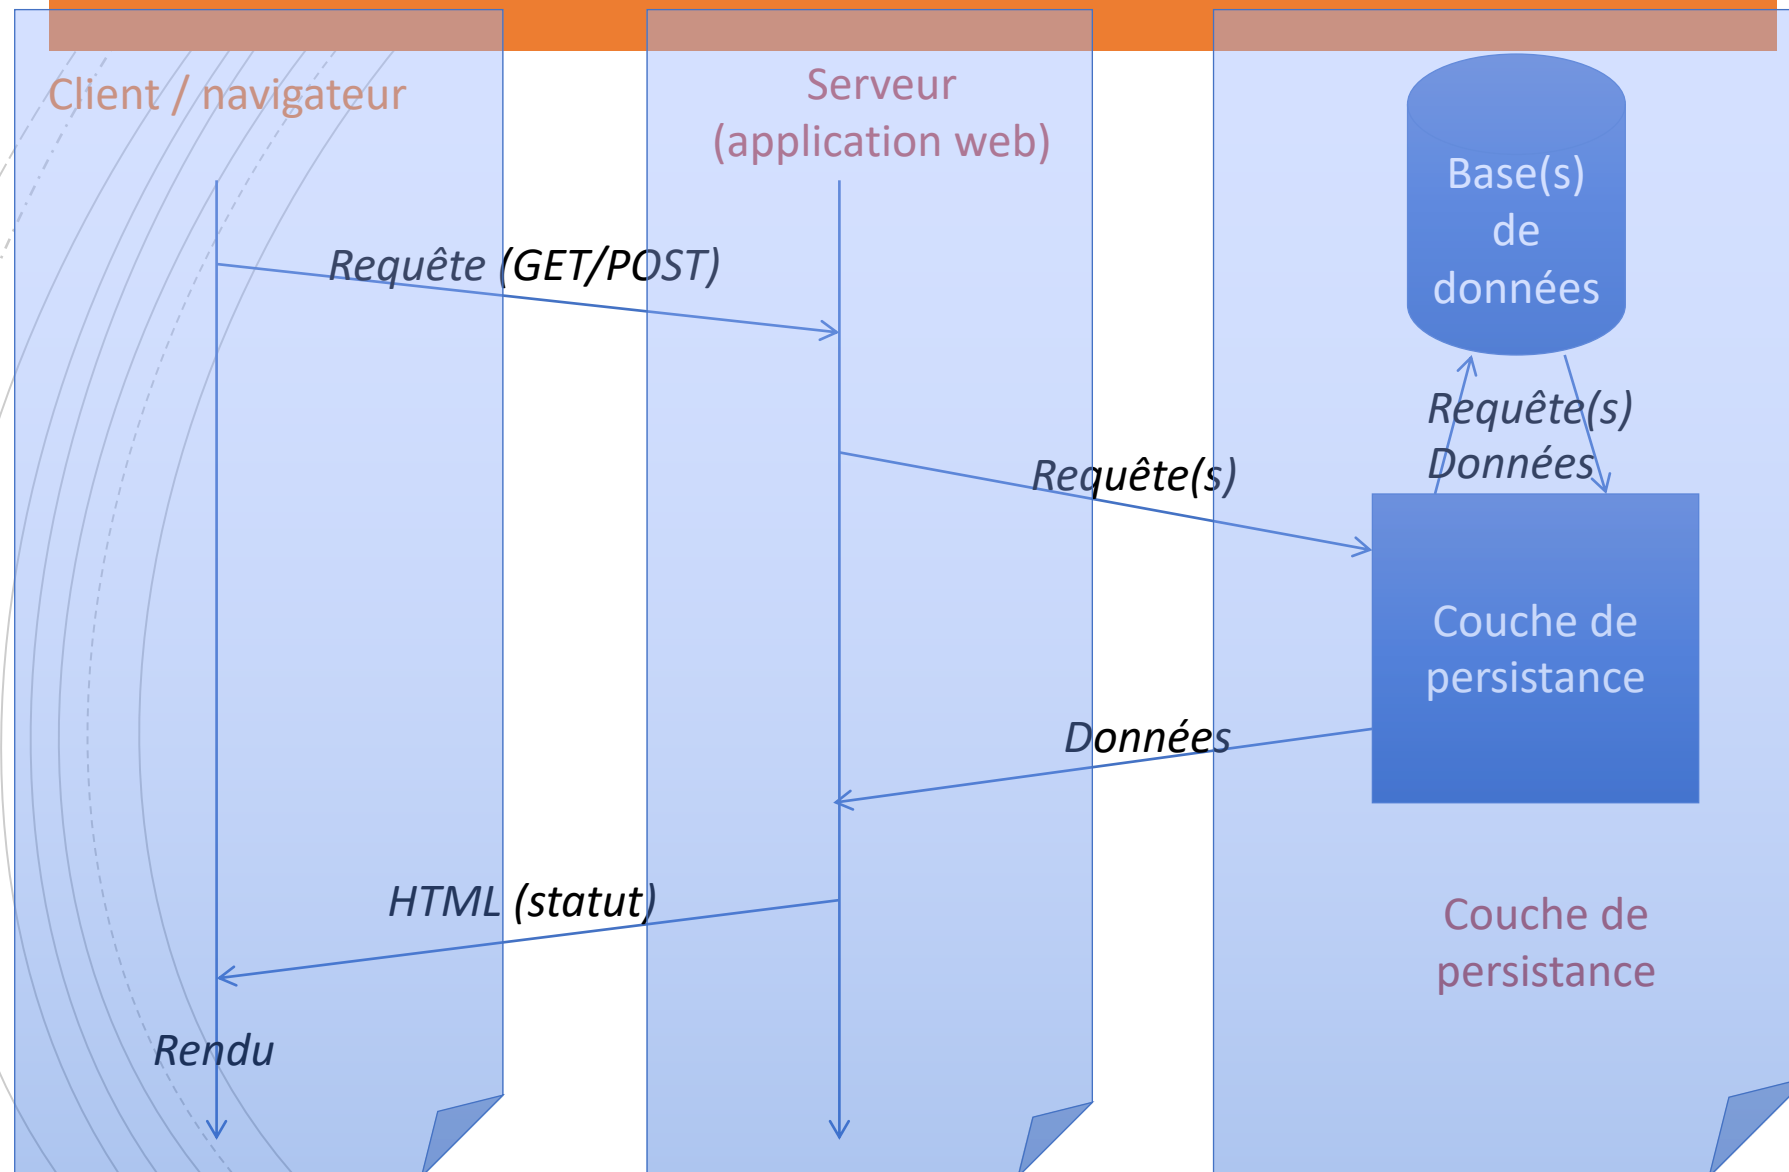 Client / navigateur
Serveur
(application web)
Base(s)
de
données
Requête (GET/POST)
Requête(s)
Données
Requête(s)
Couche de
persistance
Données
HTML (statut)
Couche de
persistance
Rendu